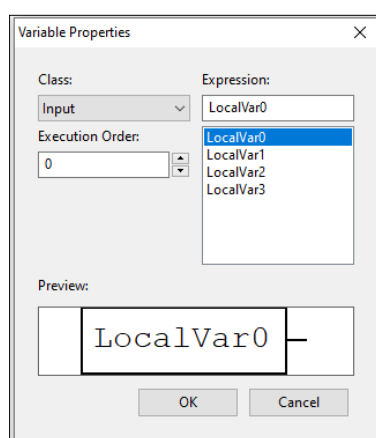 Variable Properties
Class:
Expression:
Input
LocalVar0
Execution Order:
0
LocalVar0
LocalVar1
LocalVar2
LocalVar3
Preview:
LocalVar0
OK
Cancel